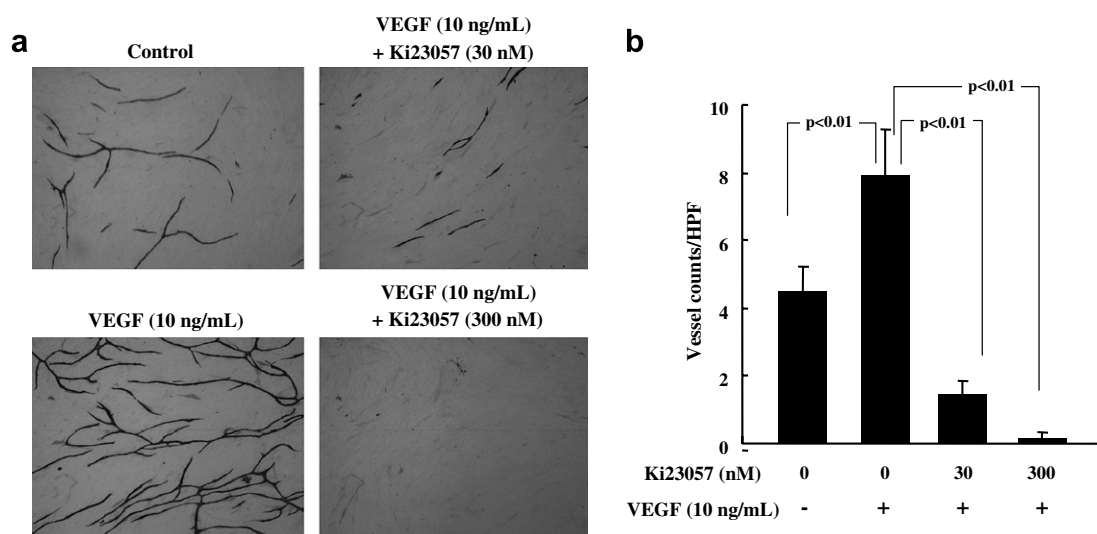 a
Control
VEGF (10 ng/mL)
+ Ki23057 (30 nM)
VEGF (10 ng/mL)
VEGF (10 ng/mL)
+ Ki23057 (300 nM)
b
p<0.01
p<0.01
p<0.01
Vessel counts/HPF
10
8
6
4
2
0
Ki23057 (nM) 0 0 30 300
VEGF (10 ng/mL) - + + +